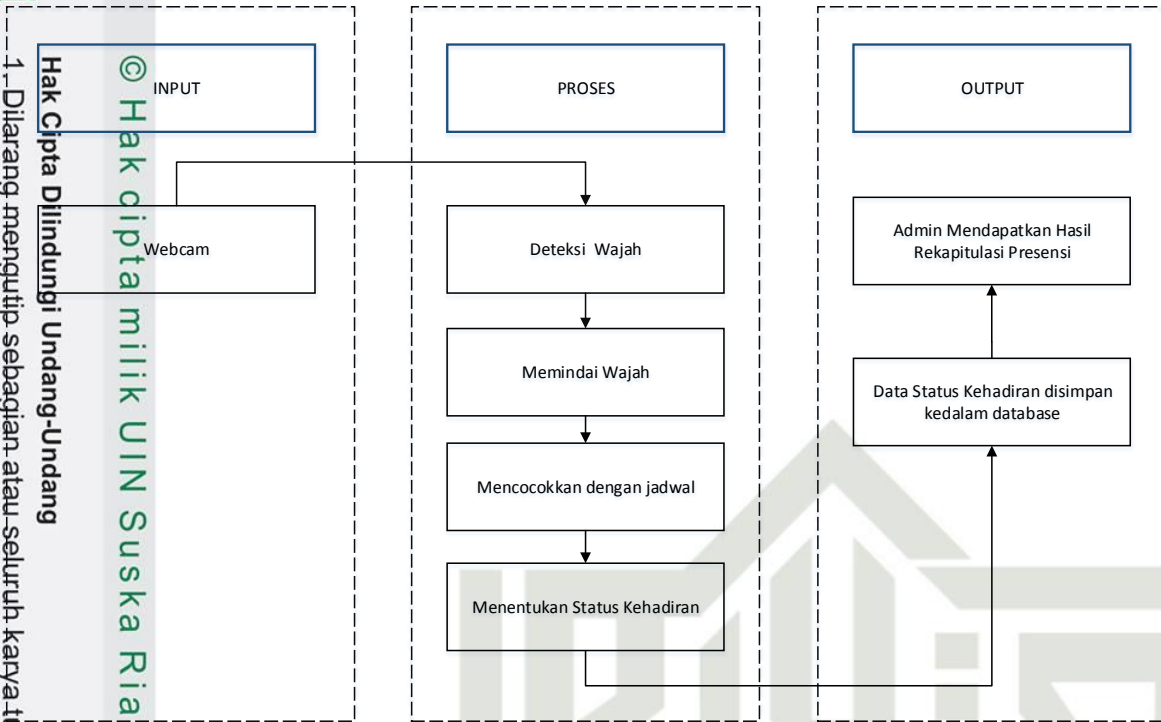 INPUT
PROSES
OUTPUT
Webcam
Deteksi Wajah
Memindai Wajah
Mencocokkan dengan jadwal
Menentukan Status Kehadiran
Admin Mendapatkan Hasil
Rekapitulasi Presensi
Data Status Kehadiran disimpan
kedalam database
© Hak cipta milik UIN Suska Ria
Hak Cipta Dilindungi Undang-Undang
1. Dilarang mengutip sebagian atau seluruh karya